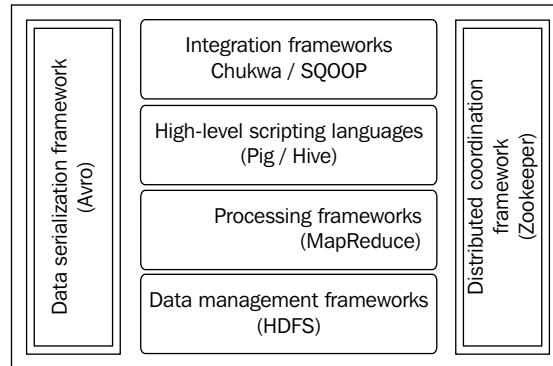 Data serialization framework
(Avro)
Integration frameworks
Chukwa / SQOOP
High-level scripting languages
(Pig / Hive)
Processing frameworks
(MapReduce)
Data management frameworks
(HDFS)
Distributed coordination
framework
(Zookeeper)